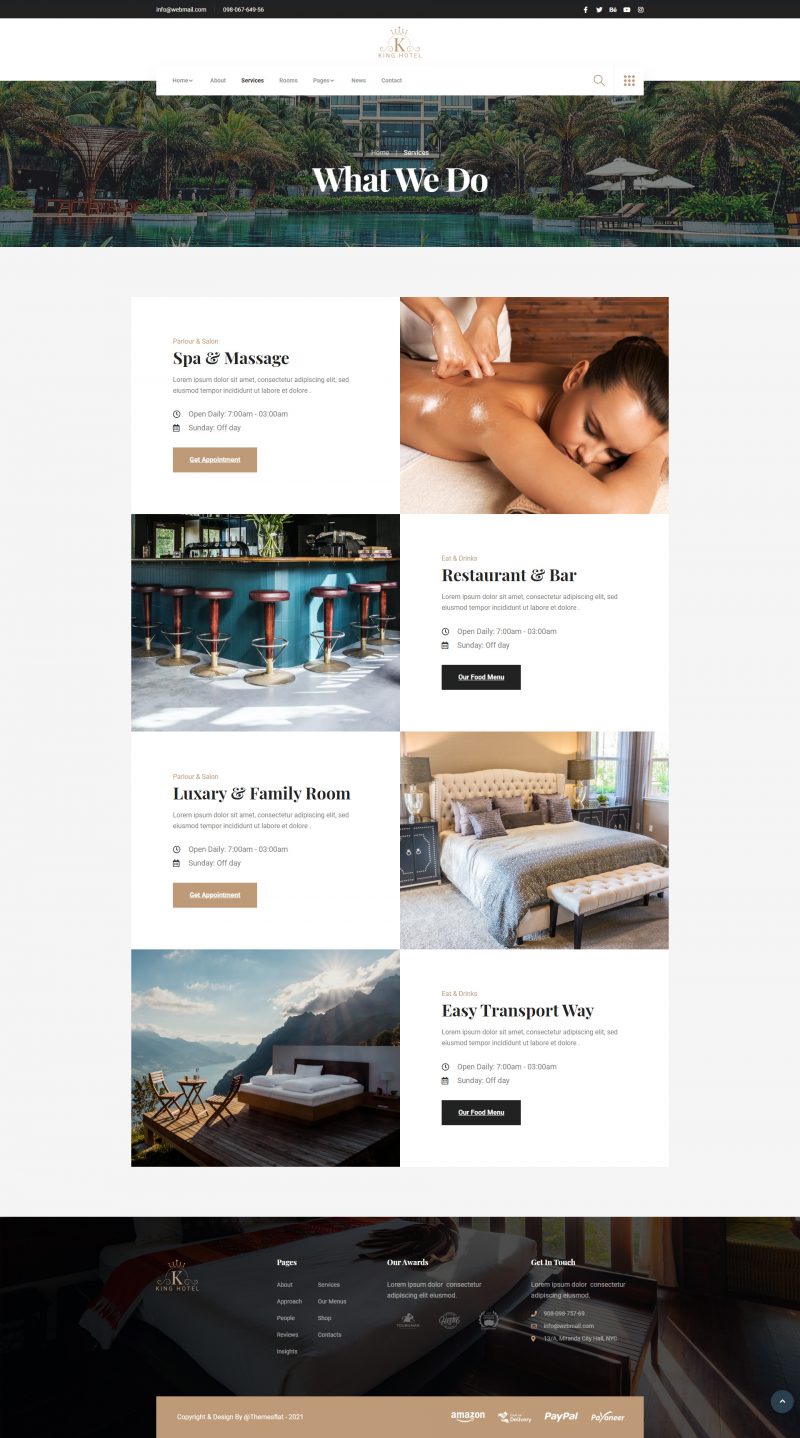 info@webmail.com 098-067-649-56
K
KING HOTEL
Home About Services Rooms Pages News Contact
Home | Services
What We Do
Parlour & Salon
Spa & Massage
Lorem ipsum dolor sit amet, consectetur adipiscing elit, sed
eiusmod tempor incididunt ut labore et dolore .
Open Daily: 7:00am - 03:00am
Sunday: Off day
Get Appointment
Eat & Drinks
Restaurant & Bar
Lorem ipsum dolor sit amet, consectetur adipiscing elit, sed
eiusmod tempor incididunt ut labore et dolore .
Open Daily: 7:00am - 03:00am
Sunday: Off day
Our Food Menu
Parlour & Salon
Luxary & Family Room
Lorem ipsum dolor sit amet, consectetur adipiscing elit, sed
eiusmod tempor incididunt ut labore et dolore .
Open Daily: 7:00am - 03:00am
Sunday: Off day
Get Appointment
Eat & Drinks
Easy Transport Way
Lorem ipsum dolor sit amet, consectetur adipiscing elit, sed
eiusmod tempor incididunt ut labore et dolore .
Open Daily: 7:00am - 03:00am
Sunday: Off day
Our Food Menu
K
KING HOTEL
Pages
About Services
Approach Our Menus
People Shop
Reviews Contacts
Insights
Our Awards
Lorem ipsum dolor consectetur
adipiscing elit eiusmod.
Get In Touch
Lorem ipsum dolor consectetur
adipiscing elit eiusmod.
908-098-757-69
info@webmail.com
13/A, Miranda City Hall, NYC
Copyright & Design By @Themesflat - 2021
amazon
Delivery
PayPal
Payoneer